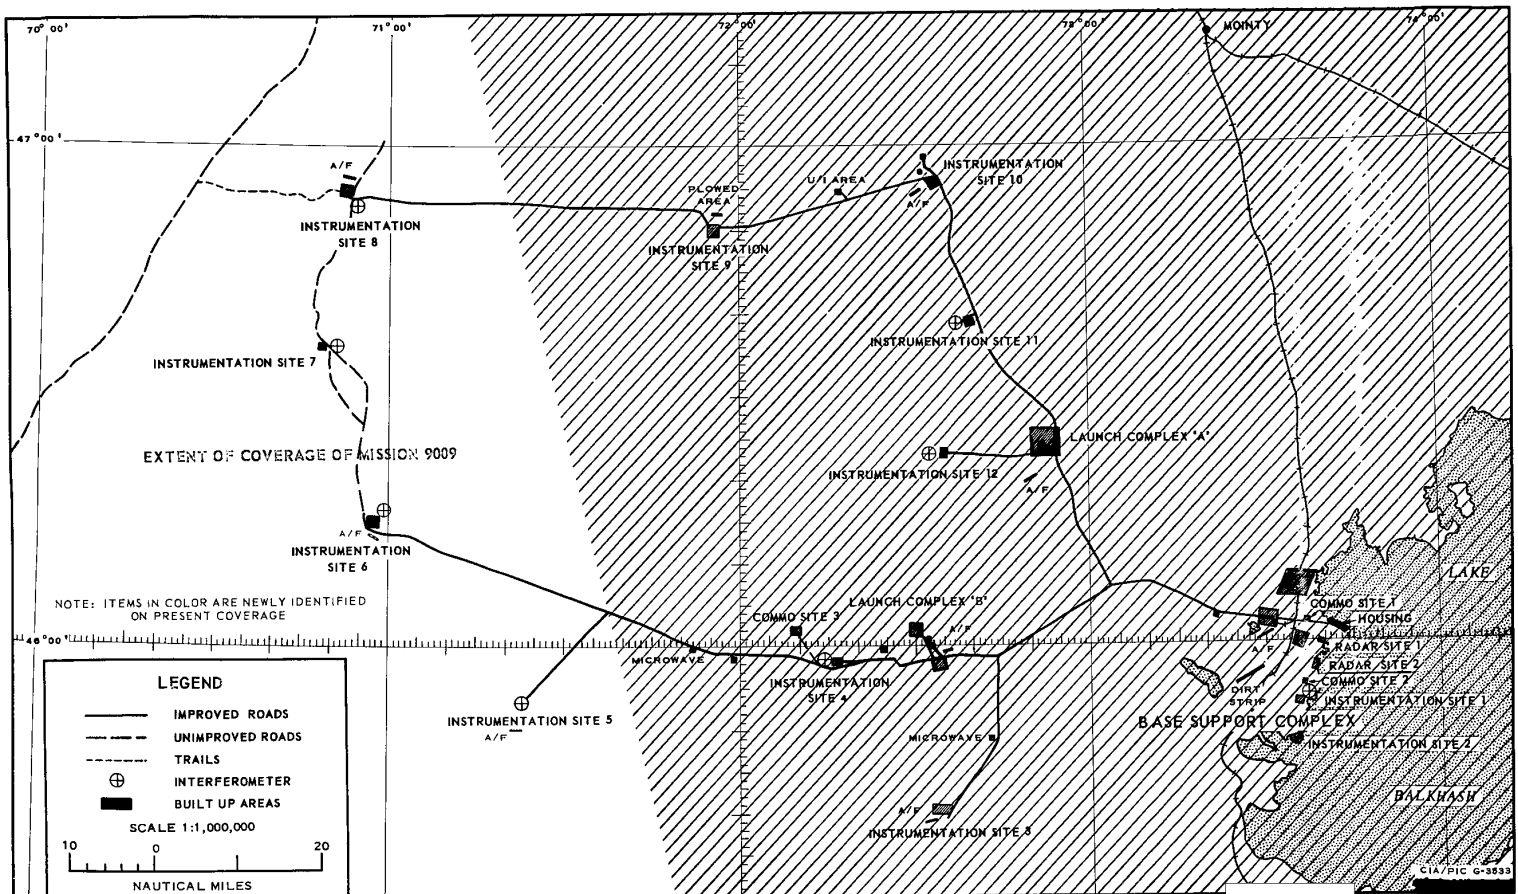 70°00'
71°00'
72°00'
73°00'
74°00'
MOINTY
47°00'
A/F
INSTRUMENTATION
SITE 8
PLOWED
AREA
U/I AREA
INSTRUMENTATION
SITE 10
A/F
INSTRUMENTATION
SITE 9
INSTRUMENTATION SITE 7
INSTRUMENTATION SITE 11
EXTENT OF COVERAGE OF MISSION 9009
LAUNCH COMPLEX 'A'
INSTRUMENTATION SITE 12
A/F
A/F
INSTRUMENTATION
SITE 6
LAKE
NOTE: ITEMS IN COLOR ARE NEWLY IDENTIFIED
ON PRESENT COVERAGE
LAUNCH COMPLEX 'B'
COMMO SITE 3
A/F
COMMO SITE 1
HOUSING
46°00'
A/F
RADAR SITE 1
MICROWAVE
RADAR SITE 2
COMMO SITE 2
INSTRUMENTATION
SITE 4
DIRT
STRIP
INSTRUMENTATION SITE 1
INSTRUMENTATION SITE 5
A/F
BASE SUPPORT COMPLEX
MICROWAVE
INSTRUMENTATION SITE 2
BALKHASH
A/F
INSTRUMENTATION SITE 3
LEGEND
IMPROVED ROADS
UNIMPROVED ROADS
TRAILS
INTERFEROMETER
BUILT UP AREAS
SCALE 1:1,000,000
10 0 20
NAUTICAL MILES
CIA/PIC G-3533